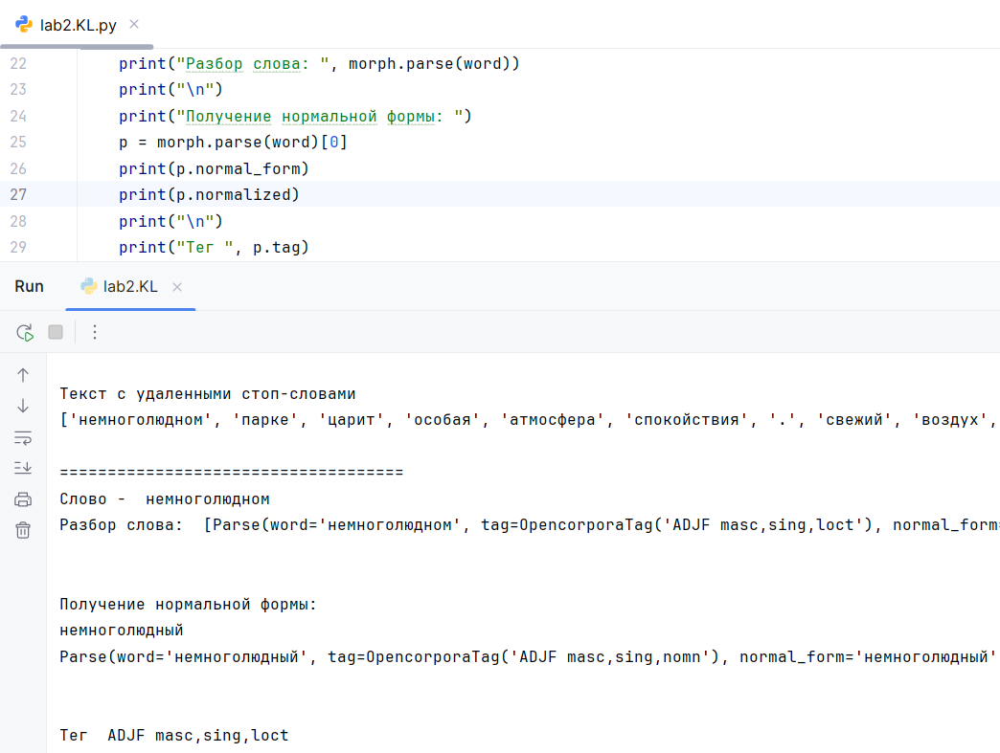 lab2.KL.py
22 print("Разбор слова: ", morph.parse(word))
23 print("\n")
24 print("Получение нормальной формы: ")
25 p = morph.parse(word)[0]
26 print(p.normal_form)
27 print(p.normalized)
28 print("\n")
29 print("Тег ", p.tag)
Run lab2.KL
Текст с удаленными стоп-словами
['немноголюдном', 'парке', 'царит', 'особая', 'атмосфера', 'спокойствия', '.', 'свежий', 'воздух',
====================================
Слово -  немноголюдном
Разбор слова:  [Parse(word='немноголюдном', tag=OpencorporaTag('ADJF masc,sing,loct'), normal_form=
Получение нормальной формы:
немноголюдный
Parse(word='немноголюдный', tag=OpencorporaTag('ADJF masc,sing,nomn'), normal_form='немноголюдный'
Тег  ADJF masc,sing,loct